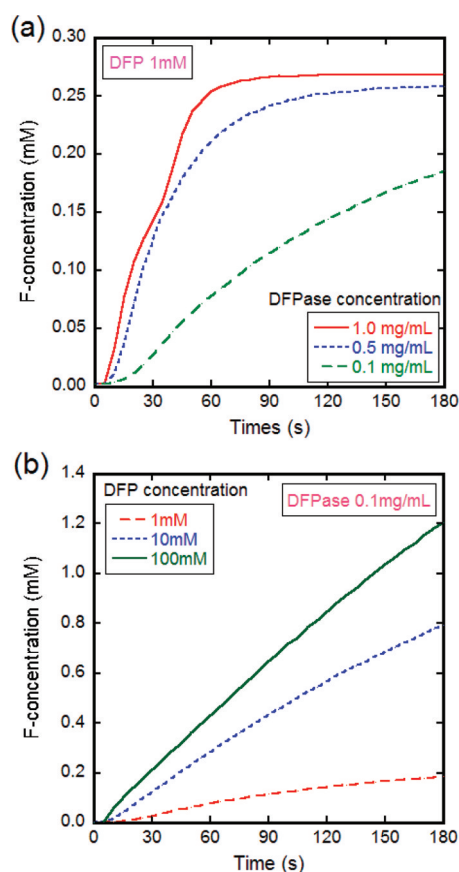 (a)
0.30
DFP 1mM
0.25
0.20
0.15
0.10
0.05
0.00
F-concentration (mM)
DFPase concentration
1.0 mg/mL
0.5 mg/mL
0.1 mg/mL
0 30 60 90 120 150 180
Times (s)
(b)
1.4
DFP concentration
DFPase 0.1mg/mL
1mM
10mM
100mM
1.2
1.0
0.8
0.6
0.4
0.2
0.0
F-concentration (mM)
0 30 60 90 120 150 180
Time (s)